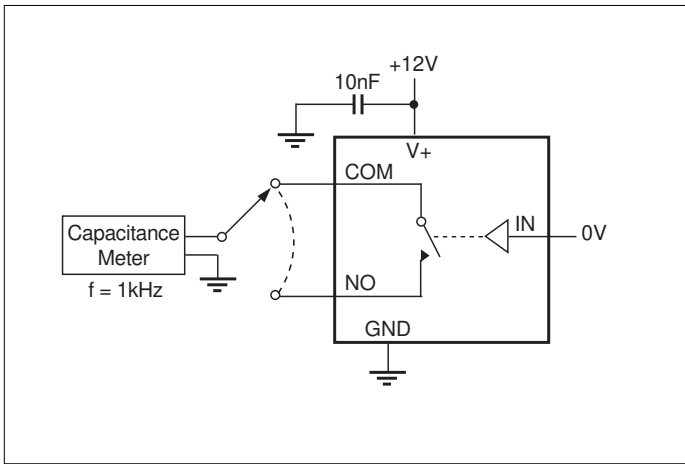 +12V
10nF
V+
COM
IN
0V
Capacitance
Meter
f = 1kHz
NO
GND